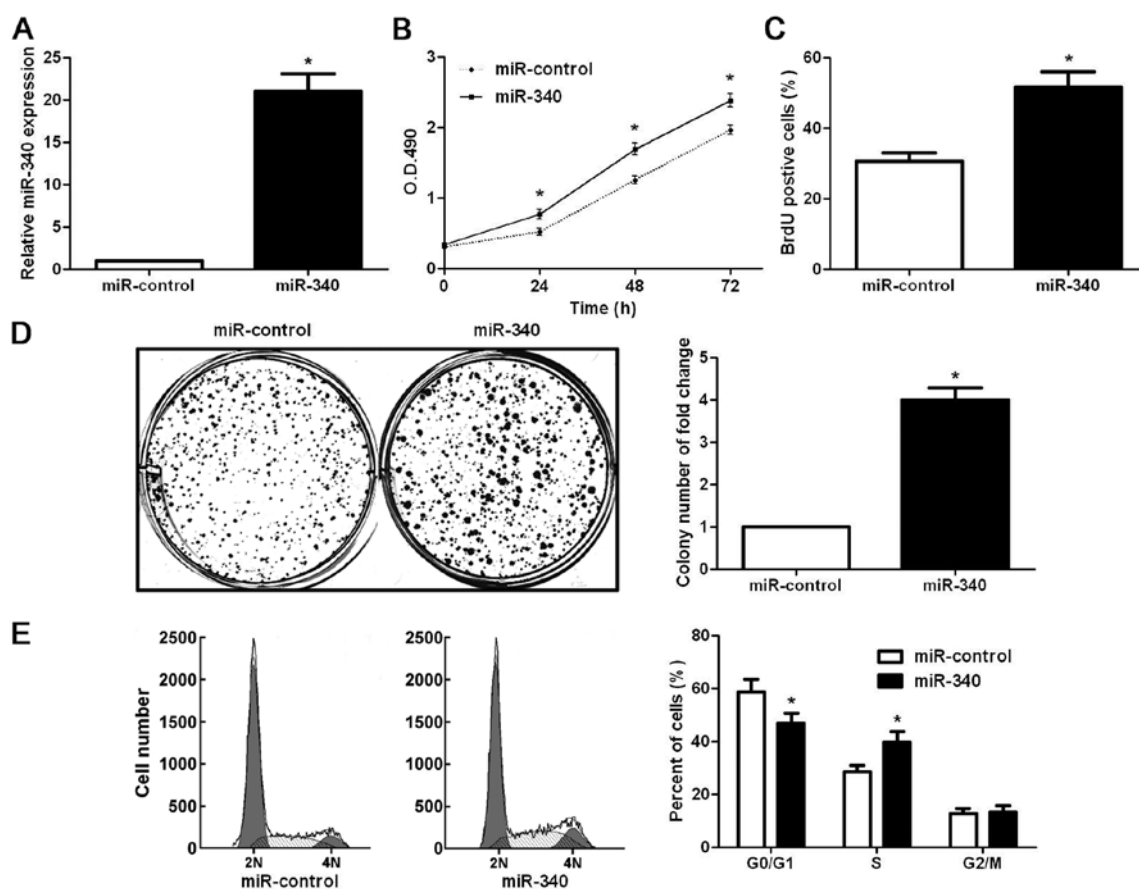 A
Relative miR-340 expression
25
20
15
10
5
0
*
miR-control
miR-340
B
O.D.490
3
2
1
0
miR-control
miR-340
*
*
*
0
24
48
72
Time (h)
C
BrdU postive cells (%)
60
40
20
0
*
miR-control
miR-340
D
miR-control
miR-340
Colony number of fold change
5
4
3
2
1
0
*
miR-control
miR-340
E
Cell number
2500
2000
1500
1000
500
0
2N
4N
miR-control
2500
2000
1500
1000
500
0
2N
4N
miR-340
Percent of cells (%)
80
60
40
20
0
miR-control
miR-340
*
*
G0/G1
S
G2/M